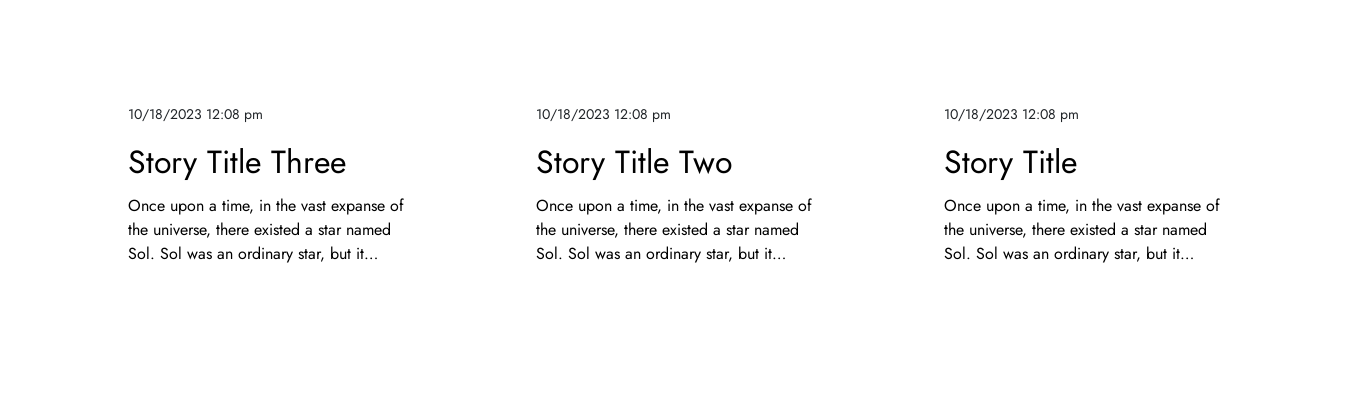 10/18/2023 12:08 pm
Story Title Three
Once upon a time, in the vast expanse of
the universe, there existed a star named
Sol. Sol was an ordinary star, but it...
10/18/2023 12:08 pm
Story Title Two
Once upon a time, in the vast expanse of
the universe, there existed a star named
Sol. Sol was an ordinary star, but it...
10/18/2023 12:08 pm
Story Title
Once upon a time, in the vast expanse of
the universe, there existed a star named
Sol. Sol was an ordinary star, but it...